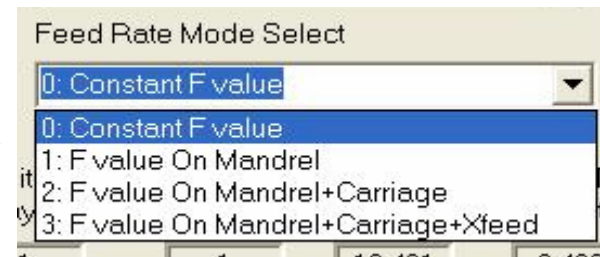 Feed Rate Mode Select
0: Constant F value
0: Constant F value
1: F value On Mandrel
2: F value On Mandrel+Carriage
3: F value On Mandrel+Carriage+Xfeed